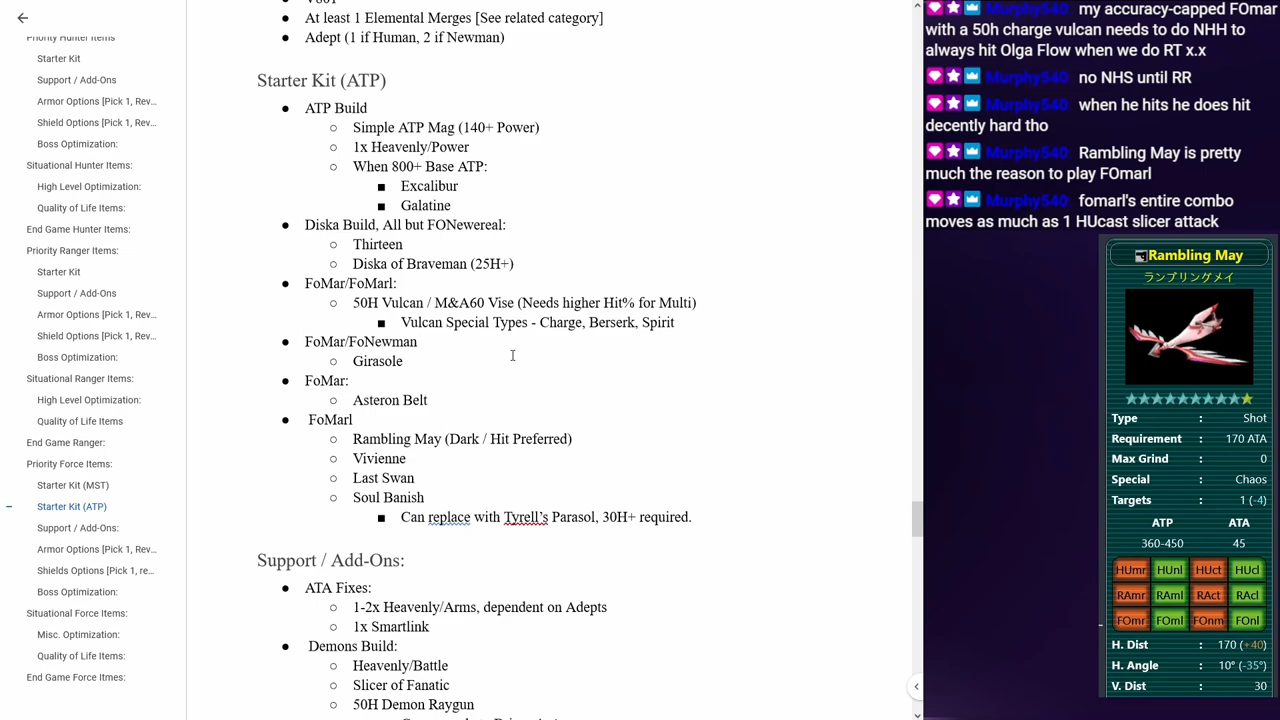 Priority Hunter Items
Starter Kit
Support / Add-Ons
Armor Options [Pick 1, Rev...
Shield Options [Pick 1, Rev...
Boss Optimization:
Situational Hunter Items:
High Level Optimization:
Quality of Life Items:
End Game Hunter Items:
Priority Ranger Items:
Starter Kit
Support / Add-Ons
Armor Options [Pick 1, Rev...
Shield Options [Pick 1, Rev...
Boss Optimization:
Situational Ranger Items:
High Level Optimization:
Quality of Life Items
End Game Ranger:
Priority Force Items:
Starter Kit (MST)
Starter Kit (ATP)
Support / Add-Ons:
Armor Options [Pick 1, Rev...
Shields Options [Pick 1, re...
Boss Optimization:
Situational Force Items:
Misc. Optimization:
Quality of Life Items:
End Game Force Itmes:
At least 1 Elemental Merges [See related category]
Adept (1 if Human, 2 if Newman)
Starter Kit (ATP)
ATP Build
Simple ATP Mag (140+ Power)
1x Heavenly/Power
When 800+ Base ATP:
Excalibur
Galatine
Diska Build, All but FONewereal:
Thirteen
Diska of Braveman (25H+)
FoMar/FoMarl:
50H Vulcan / M&A60 Vise (Needs higher Hit% for Multi)
Vulcan Special Types - Charge, Berserk, Spirit
FoMar/FoNewman
Girasole
FoMar:
Asteron Belt
FoMarl
Rambling May (Dark / Hit Preferred)
Vivienne
Last Swan
Soul Banish
Can replace with Tyrell's Parasol, 30H+ required.
Support / Add-Ons:
ATA Fixes:
1-2x Heavenly/Arms, dependent on Adepts
1x Smartlink
Demons Build:
Heavenly/Battle
Slicer of Fanatic
50H Demon Raygun
Murphy540 my accuracy-capped FOmar
with a 50h charge vulcan needs to do NHH to
always hit Olga Flow when we do RT x.x
Murphy540 no NHS until RR
Murphy540 when he hits he does hit
decently hard tho
Murphy540 Rambling May is pretty
much the reason to play FOmarl
Murphy540 fomarl's entire combo
moves as much as 1 HUcast slicer attack
Rambling May
ランブリングメイ
Type : Shot
Requirement : 170 ATA
Max Grind : 0
Special : Chaos
Targets : 1 (-4)
ATP ATA
360-450 45
HUmr HUnl HUct HUcl
RAmr RAml RAct RAcl
FOmr FOml FOnm FOnl
H. Dist : 170 (+40)
H. Angle : 10° (-35°)
V. Dist : 30